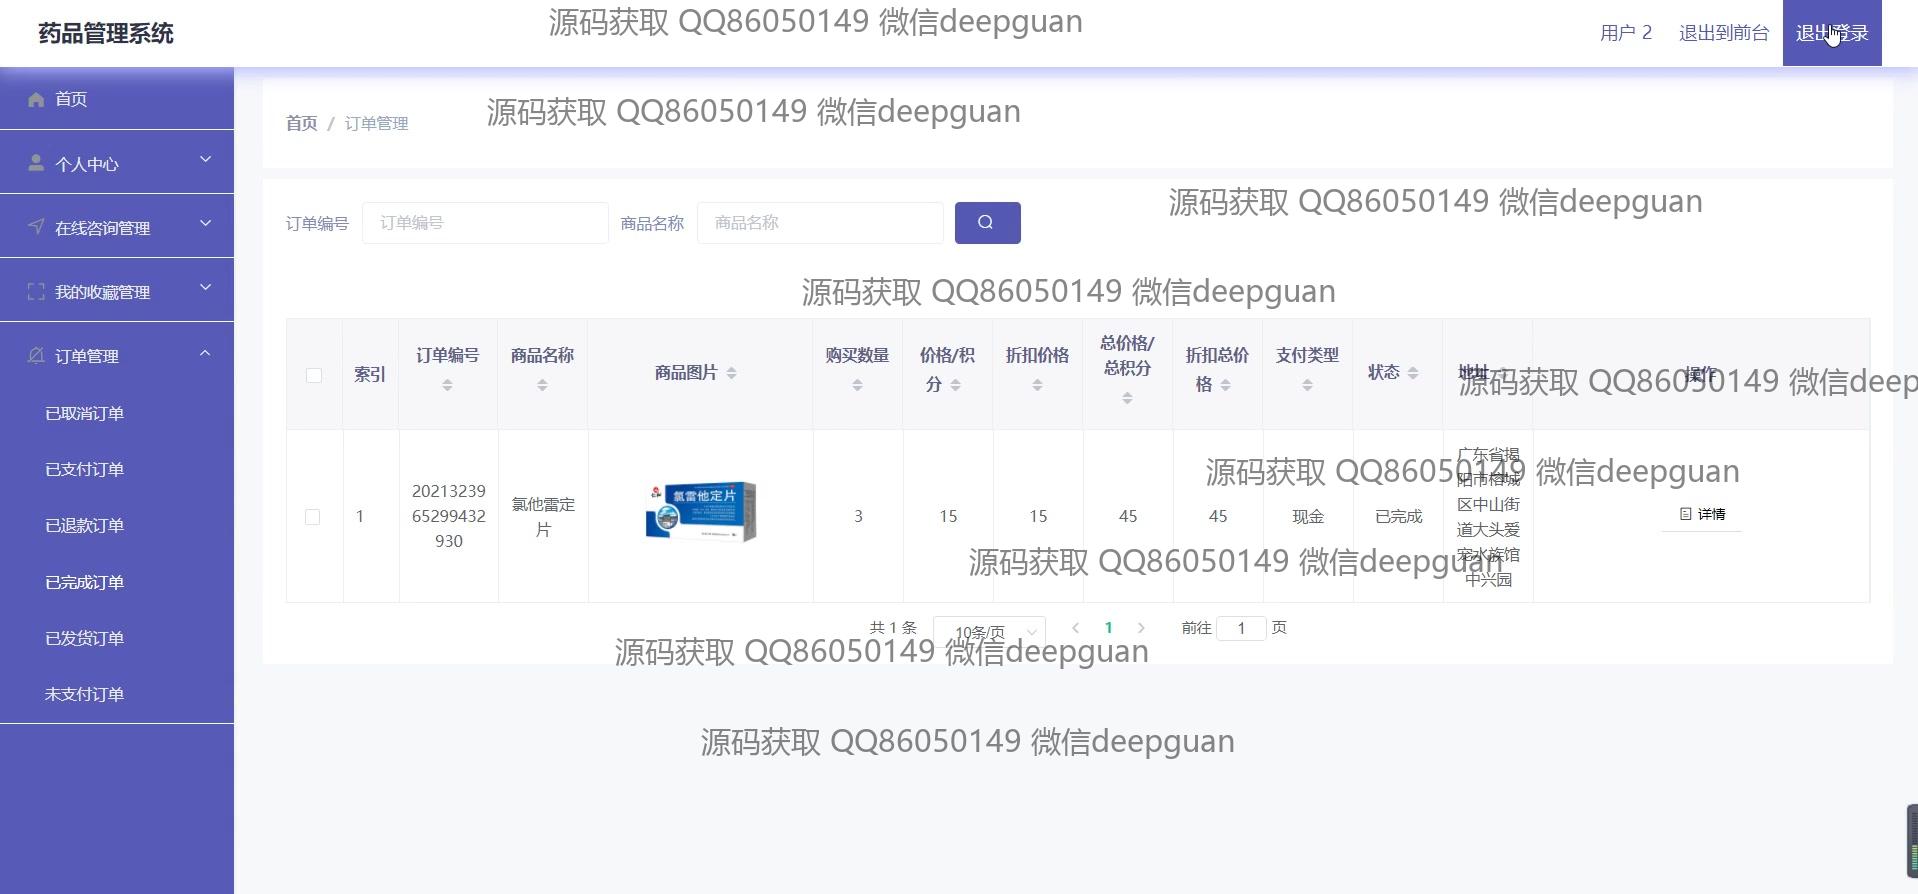 药品管理系统
源码获取 QQ86050149 微信deepguan
用户 2
退出到前台
退出登录
首页
个人中心
在线咨询管理
我的收藏管理
订单管理
已取消订单
已支付订单
已退款订单
已完成订单
已发货订单
未支付订单
首页 / 订单管理
源码获取 QQ86050149 微信deepguan
源码获取 QQ86050149 微信deepguan
订单编号 订单编号 商品名称 商品名称
源码获取 QQ86050149 微信deepguan
索引
订单编号
商品名称
商品图片
购买数量
价格/积
分
折扣价格
总价格/
总积分
折扣总价
格
支付类型
状态
地址
操作
源码获取 QQ86050149 微信deep
源码获取 QQ86050149 微信deepguan
1
20213239
65299432
930
氯他雷定
片
氯雷他定片
3
15
15
45
45
现金
已完成
广东省揭
阳市榕城
区中山街
道大头爱
宠水族馆
中兴园
详情
源码获取 QQ86050149 微信deepguan
共 1 条 10条/页 1 前往 1 页
源码获取 QQ86050149 微信deepguan
源码获取 QQ86050149 微信deepguan